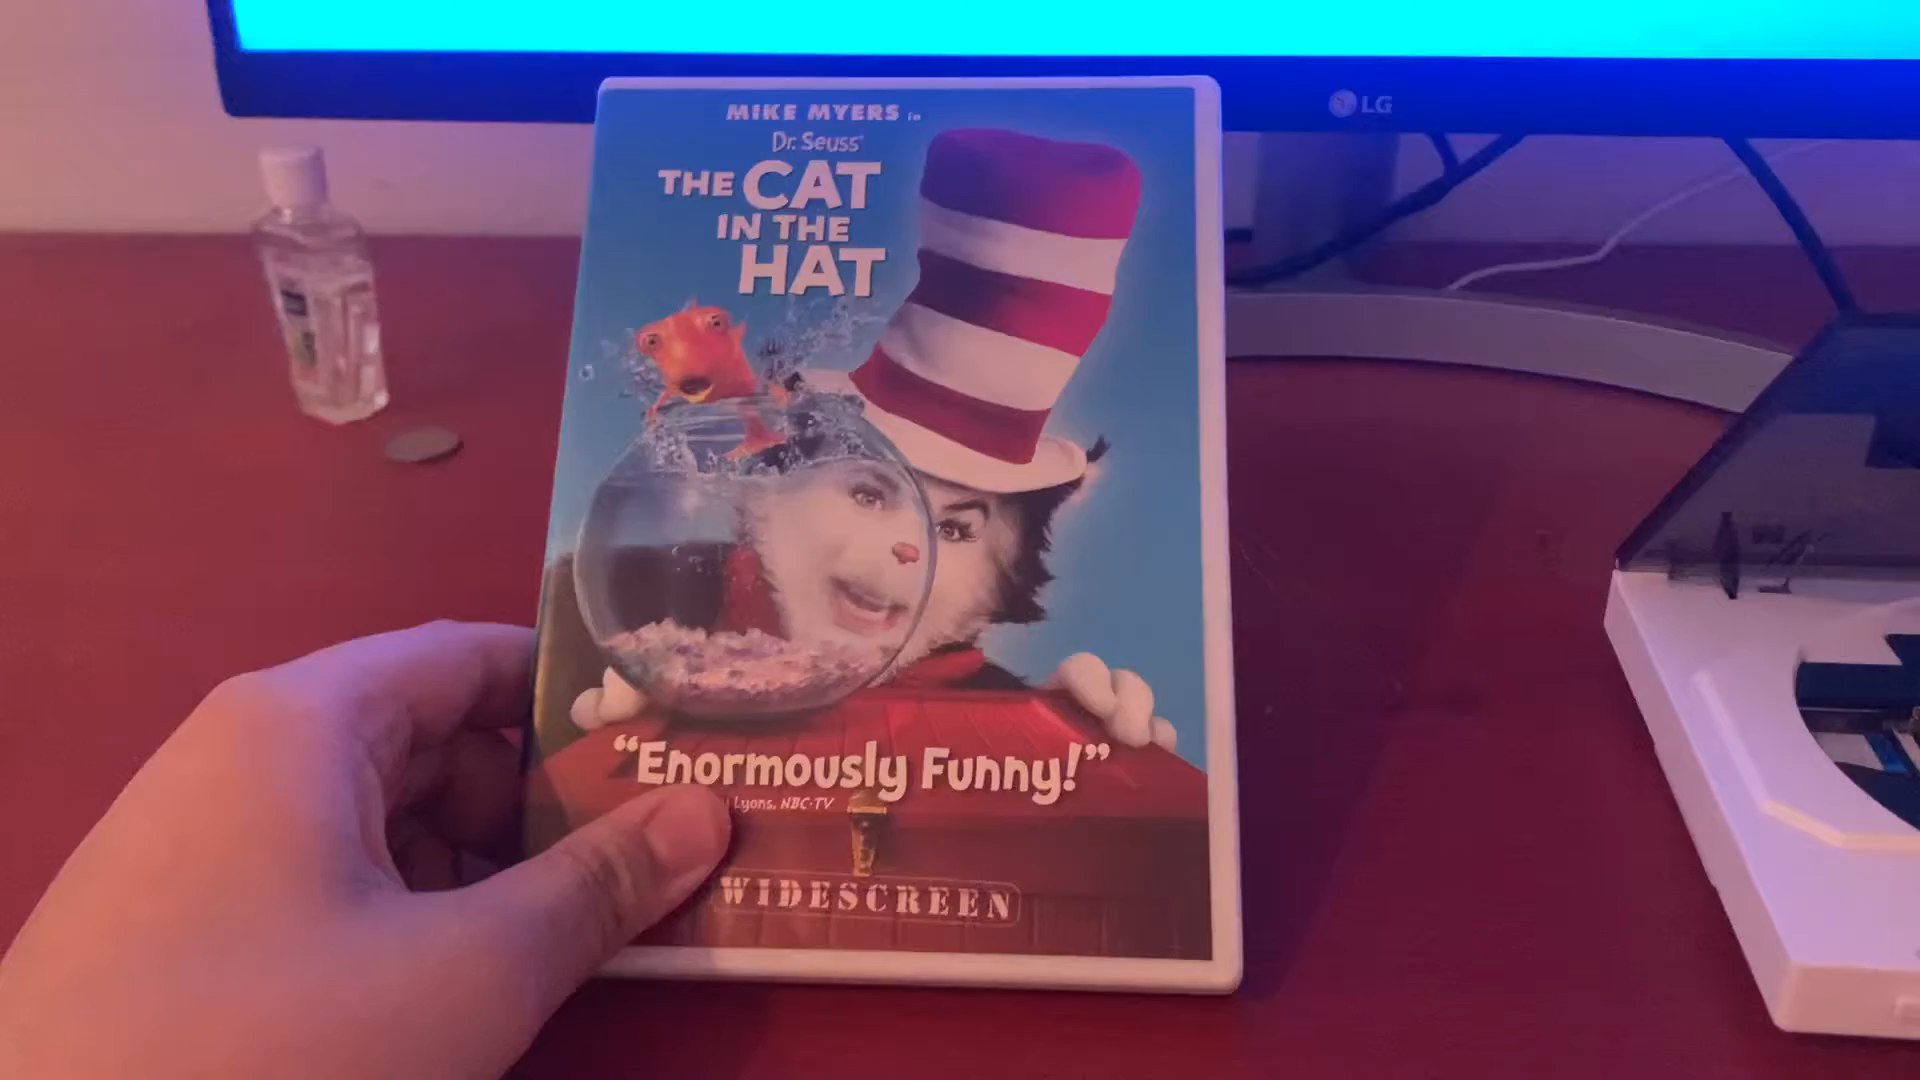 LG
MIKE MYERS in
Dr. Seuss'
THE CAT
IN THE
HAT
"Enormously Funny!"
Lyons, NBC-TV
WIDESCREEN